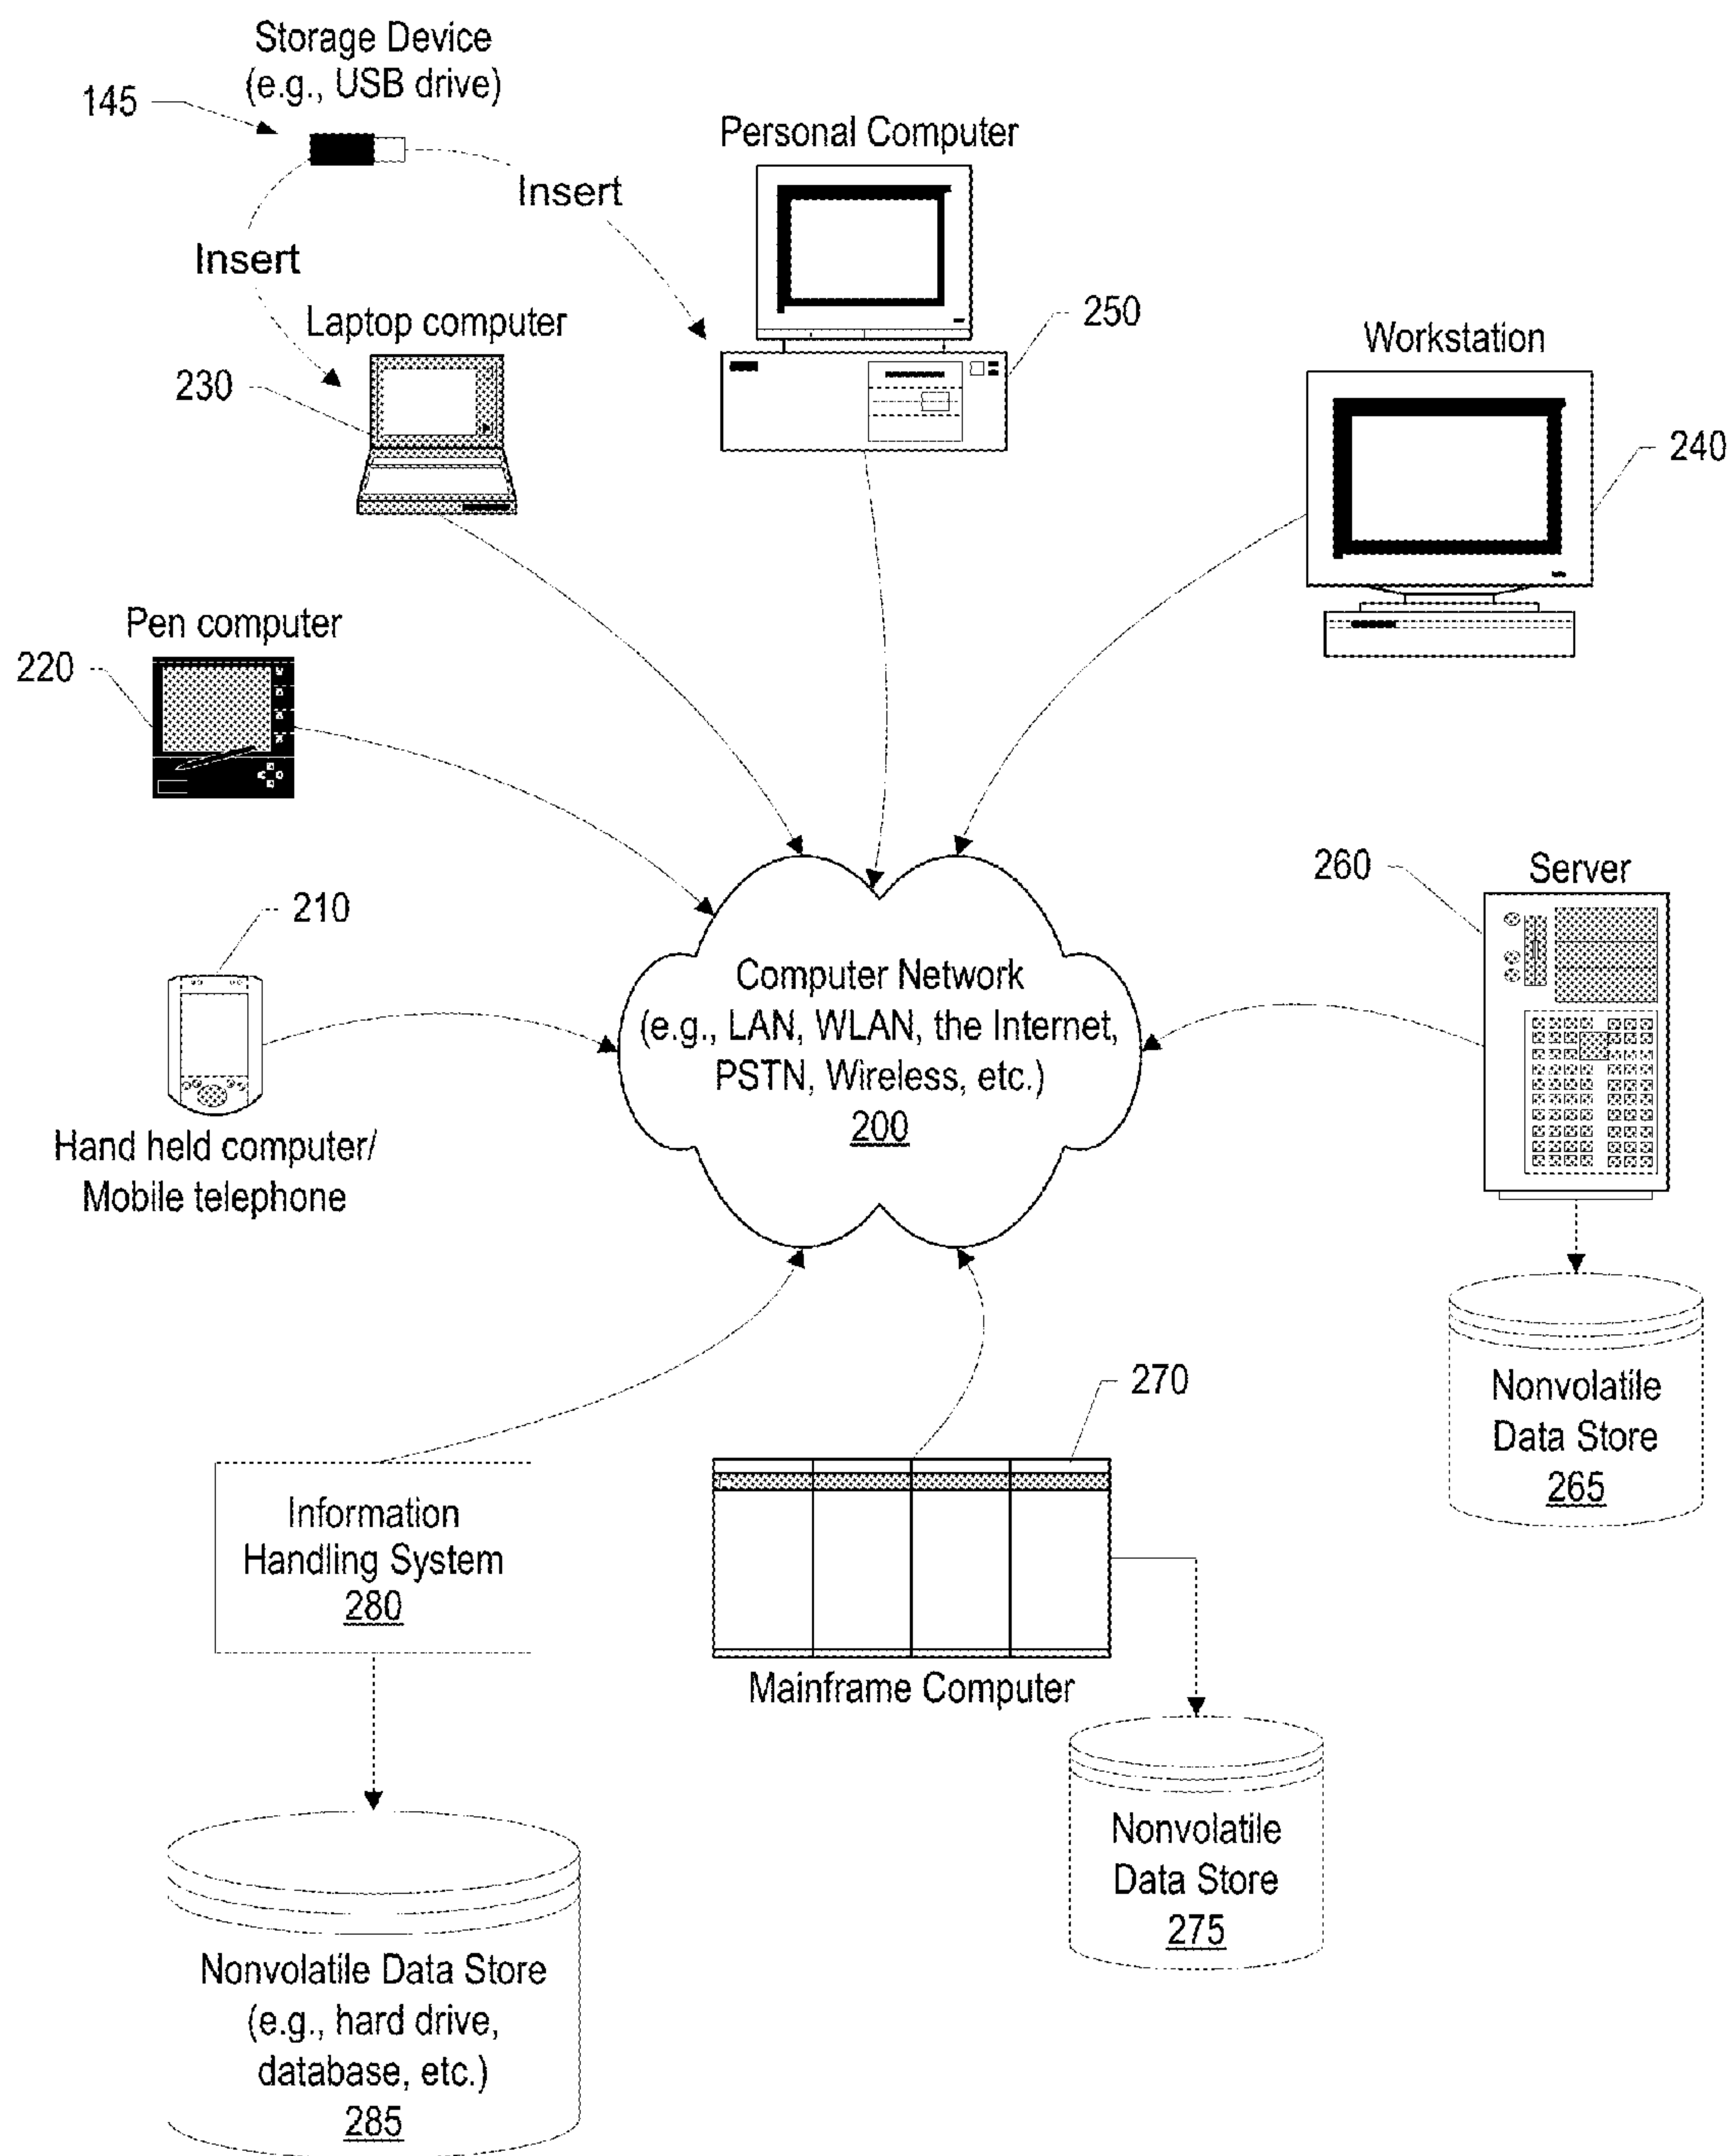 Storage Device
(e.g., USB drive)
145
Insert
Insert
Personal Computer
250
Laptop computer
230
Workstation
240
Pen computer
220
210
Hand held computer/
Mobile telephone
Computer Network
(e.g., LAN, WLAN, the Internet,
PSTN, Wireless, etc.)
200
260
Server
Nonvolatile
Data Store
265
270
Mainframe Computer
Information
Handling System
280
Nonvolatile
Data Store
275
Nonvolatile Data Store
(e.g., hard drive,
database, etc.)
285